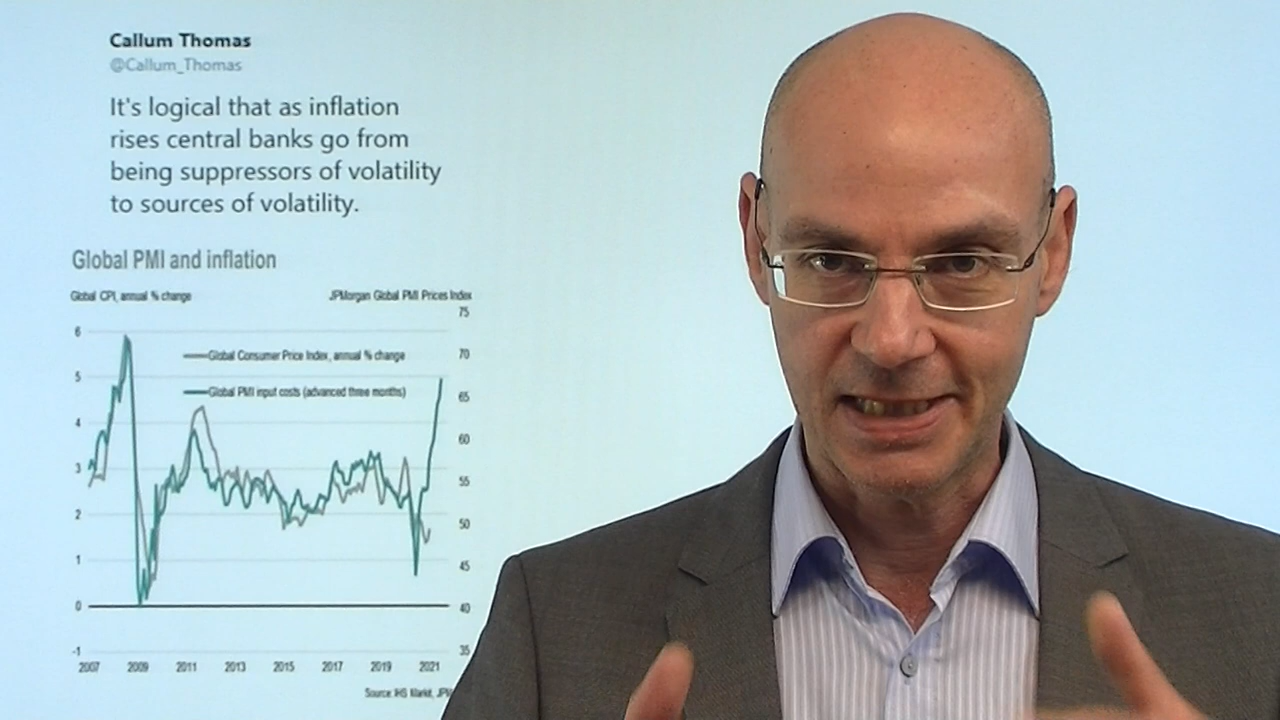 Callum Thomas
@Callum_Thomas
It's logical that as inflation
rises central banks go from
being suppressors of volatility
to sources of volatility.
Global PMI and inflation
Global CPI, annual % change JPMorgan Global PMI Prices Index
75
6
Global Consumer Price Index, annual % change 70
5
Global PMI input costs (advanced three months) 65
4
60
3
55
2
50
1
45
0 40
-1 35
2007 2009 2011 2013 2015 2017 2019 2021
Source: IHS Markit, JPM